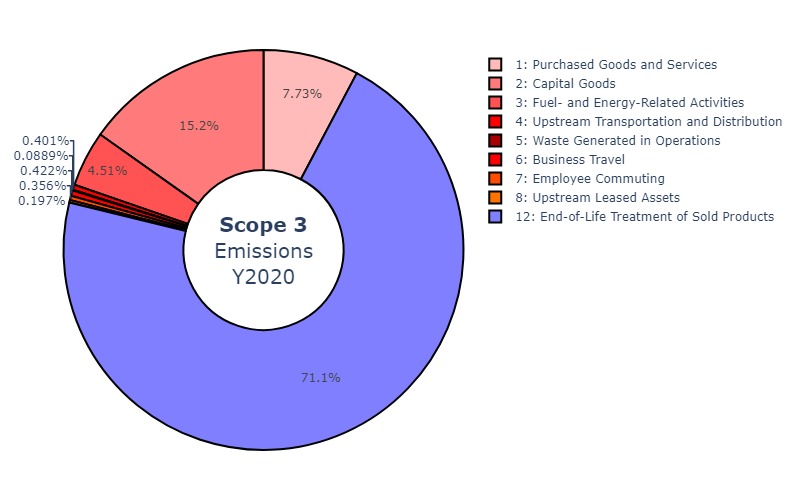 7.73%
15.2%
4.51%
0.401%
0.0889%
0.422%
0.356%
0.197%
71.1%
Scope 3
Emissions
Y2020
1: Purchased Goods and Services
2: Capital Goods
3: Fuel- and Energy-Related Activities
4: Upstream Transportation and Distribution
5: Waste Generated in Operations
6: Business Travel
7: Employee Commuting
8: Upstream Leased Assets
12: End-of-Life Treatment of Sold Products